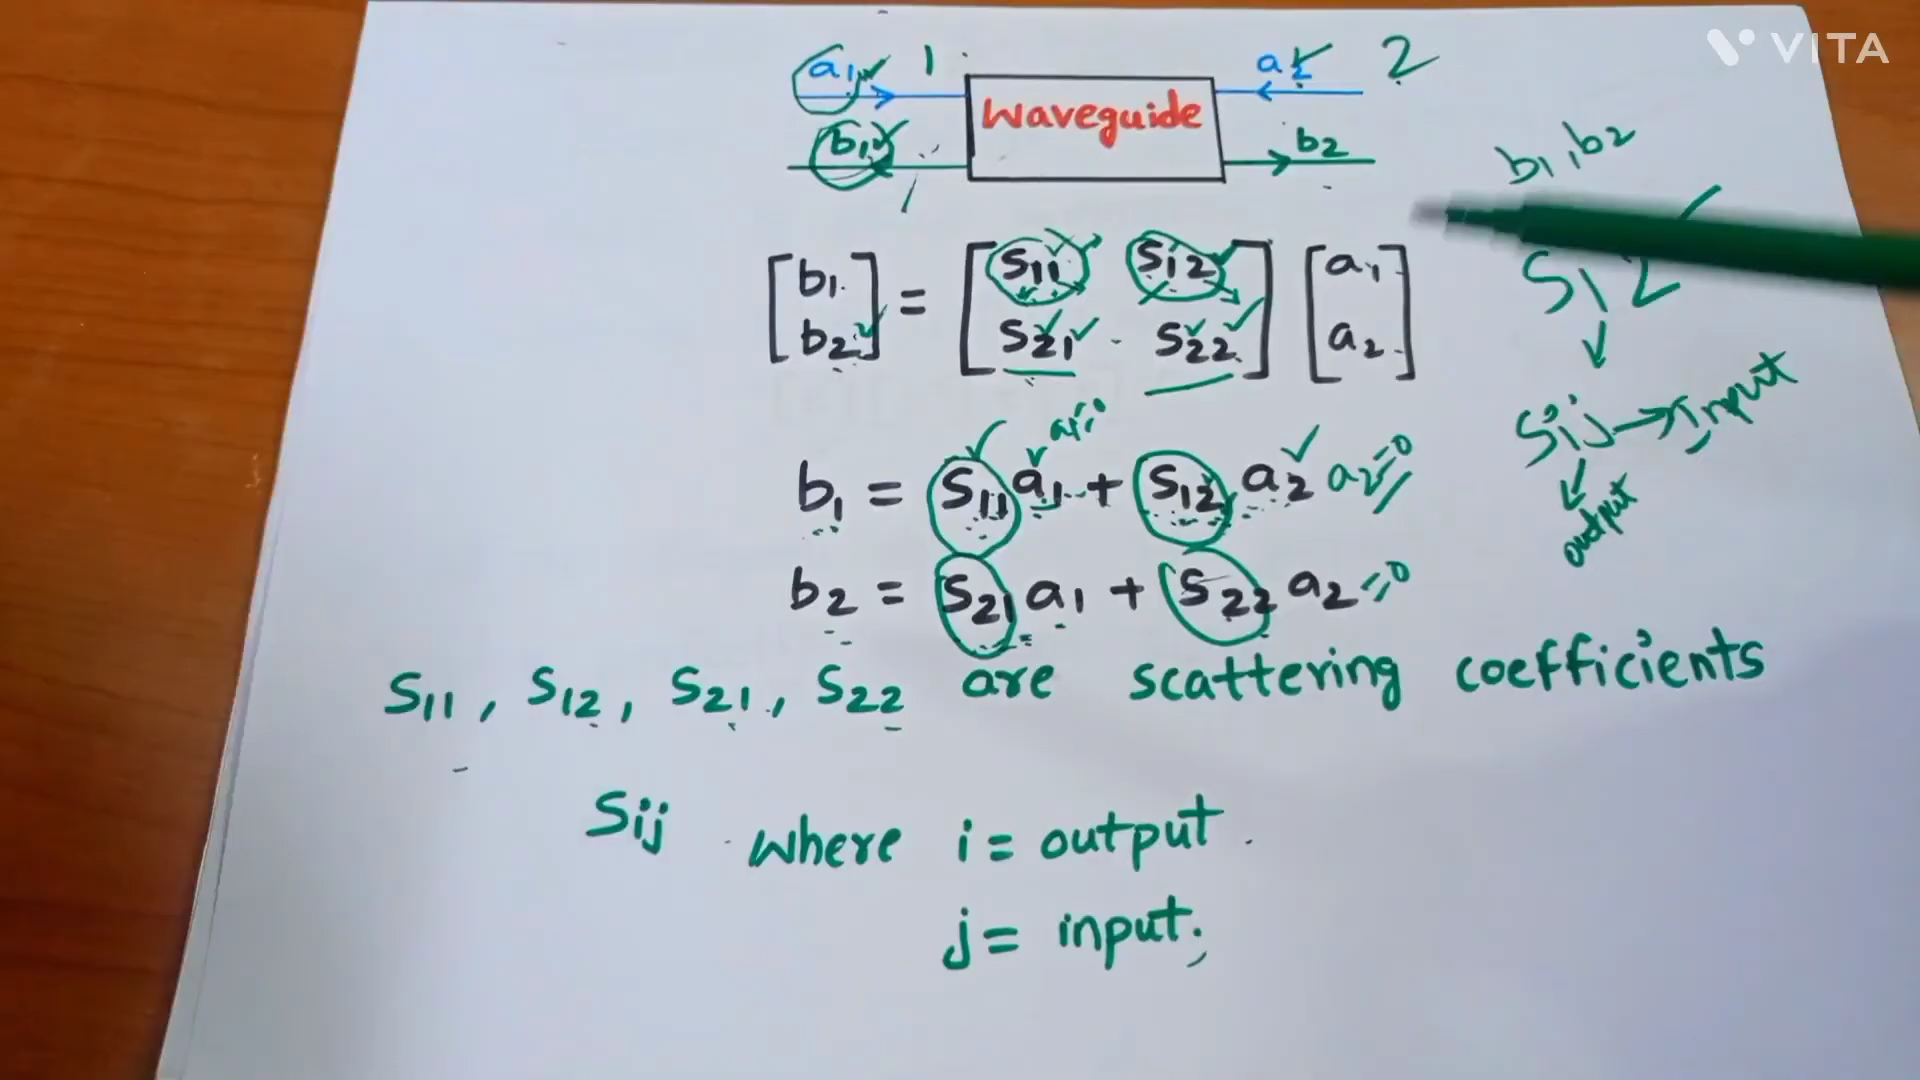 VITA
a1 1 a2 2
Waveguide
b1 b2
b1, b2
[b1 b2] = [S11 S12 S21 S22] [a1 a2]
S12
Sij → Input
output
a1=0
b1 = S11 a1 + S12 a2 a2=0
b2 = S21 a1 + S22 a2 =0
S11, S12, S21, S22 are scattering coefficients
Sij where i = output
j = input